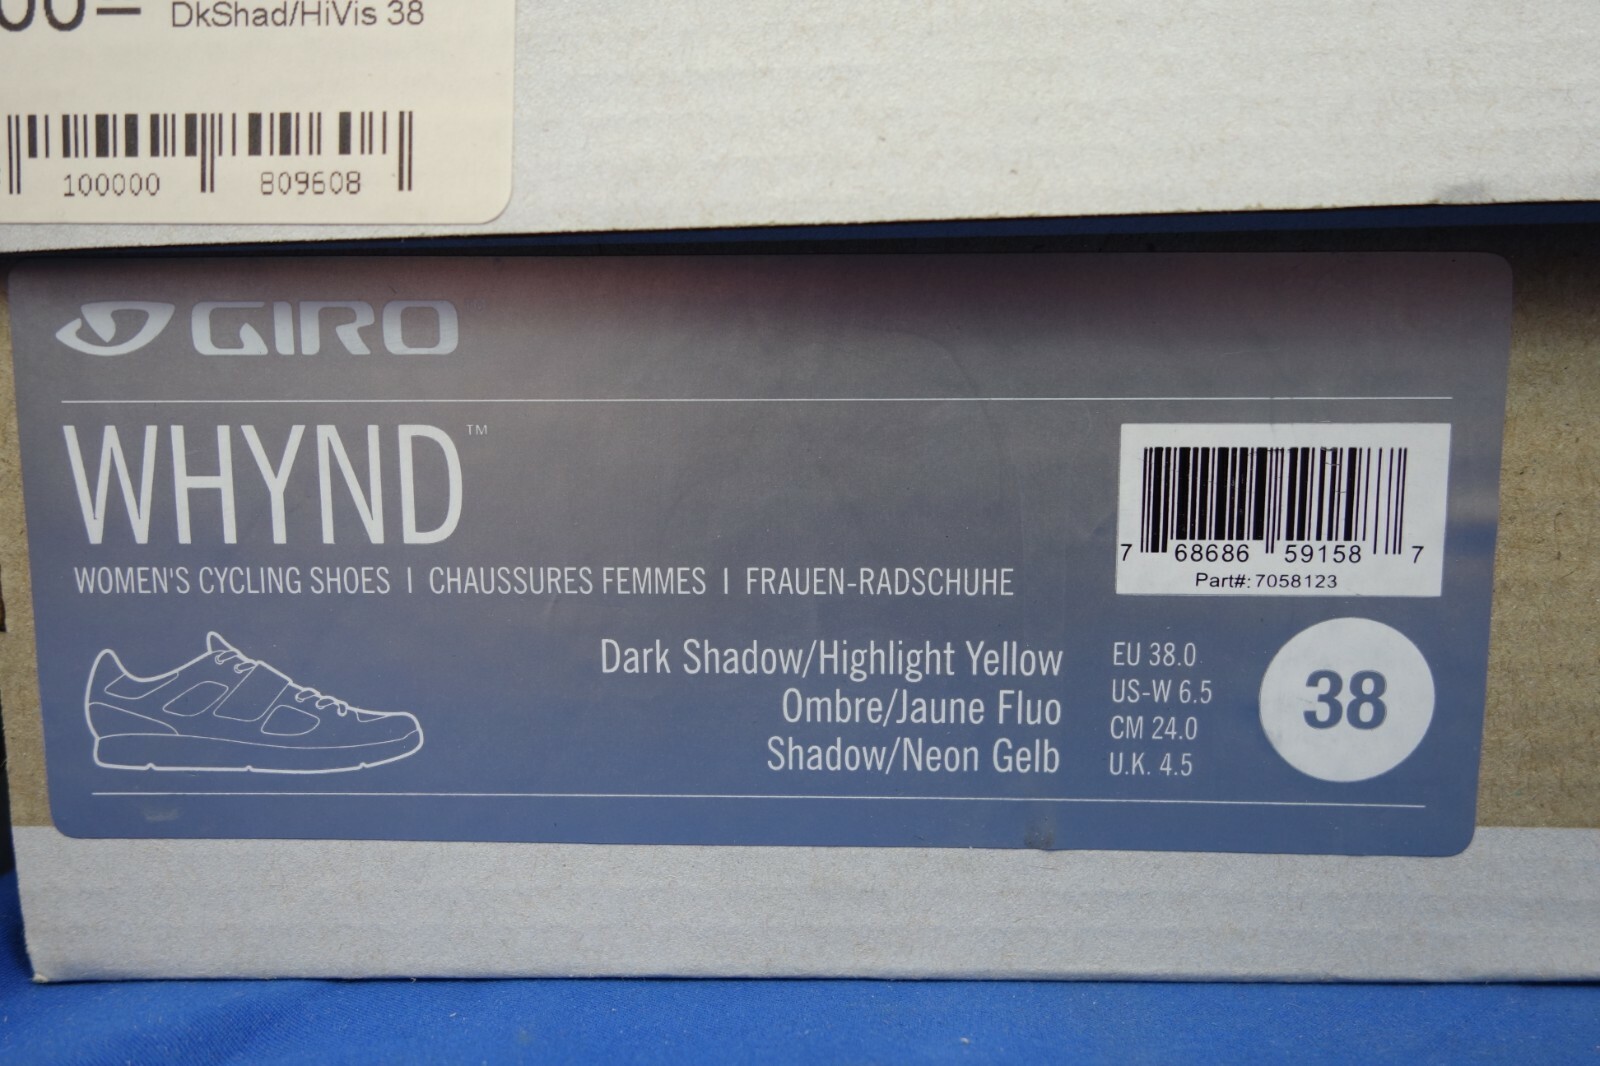 DkShad/HiVis 38
100000 809608
GIRO
WHYND™
WOMEN'S CYCLING SHOES | CHAUSSURES FEMMES | FRAUEN-RADSCHUHE
7 68686 59158 7
Part#: 7058123
Dark Shadow/Highlight Yellow
Ombre/Jaune Fluo
Shadow/Neon Gelb
EU 38.0
US-W 6.5
CM 24.0
U.K. 4.5
38